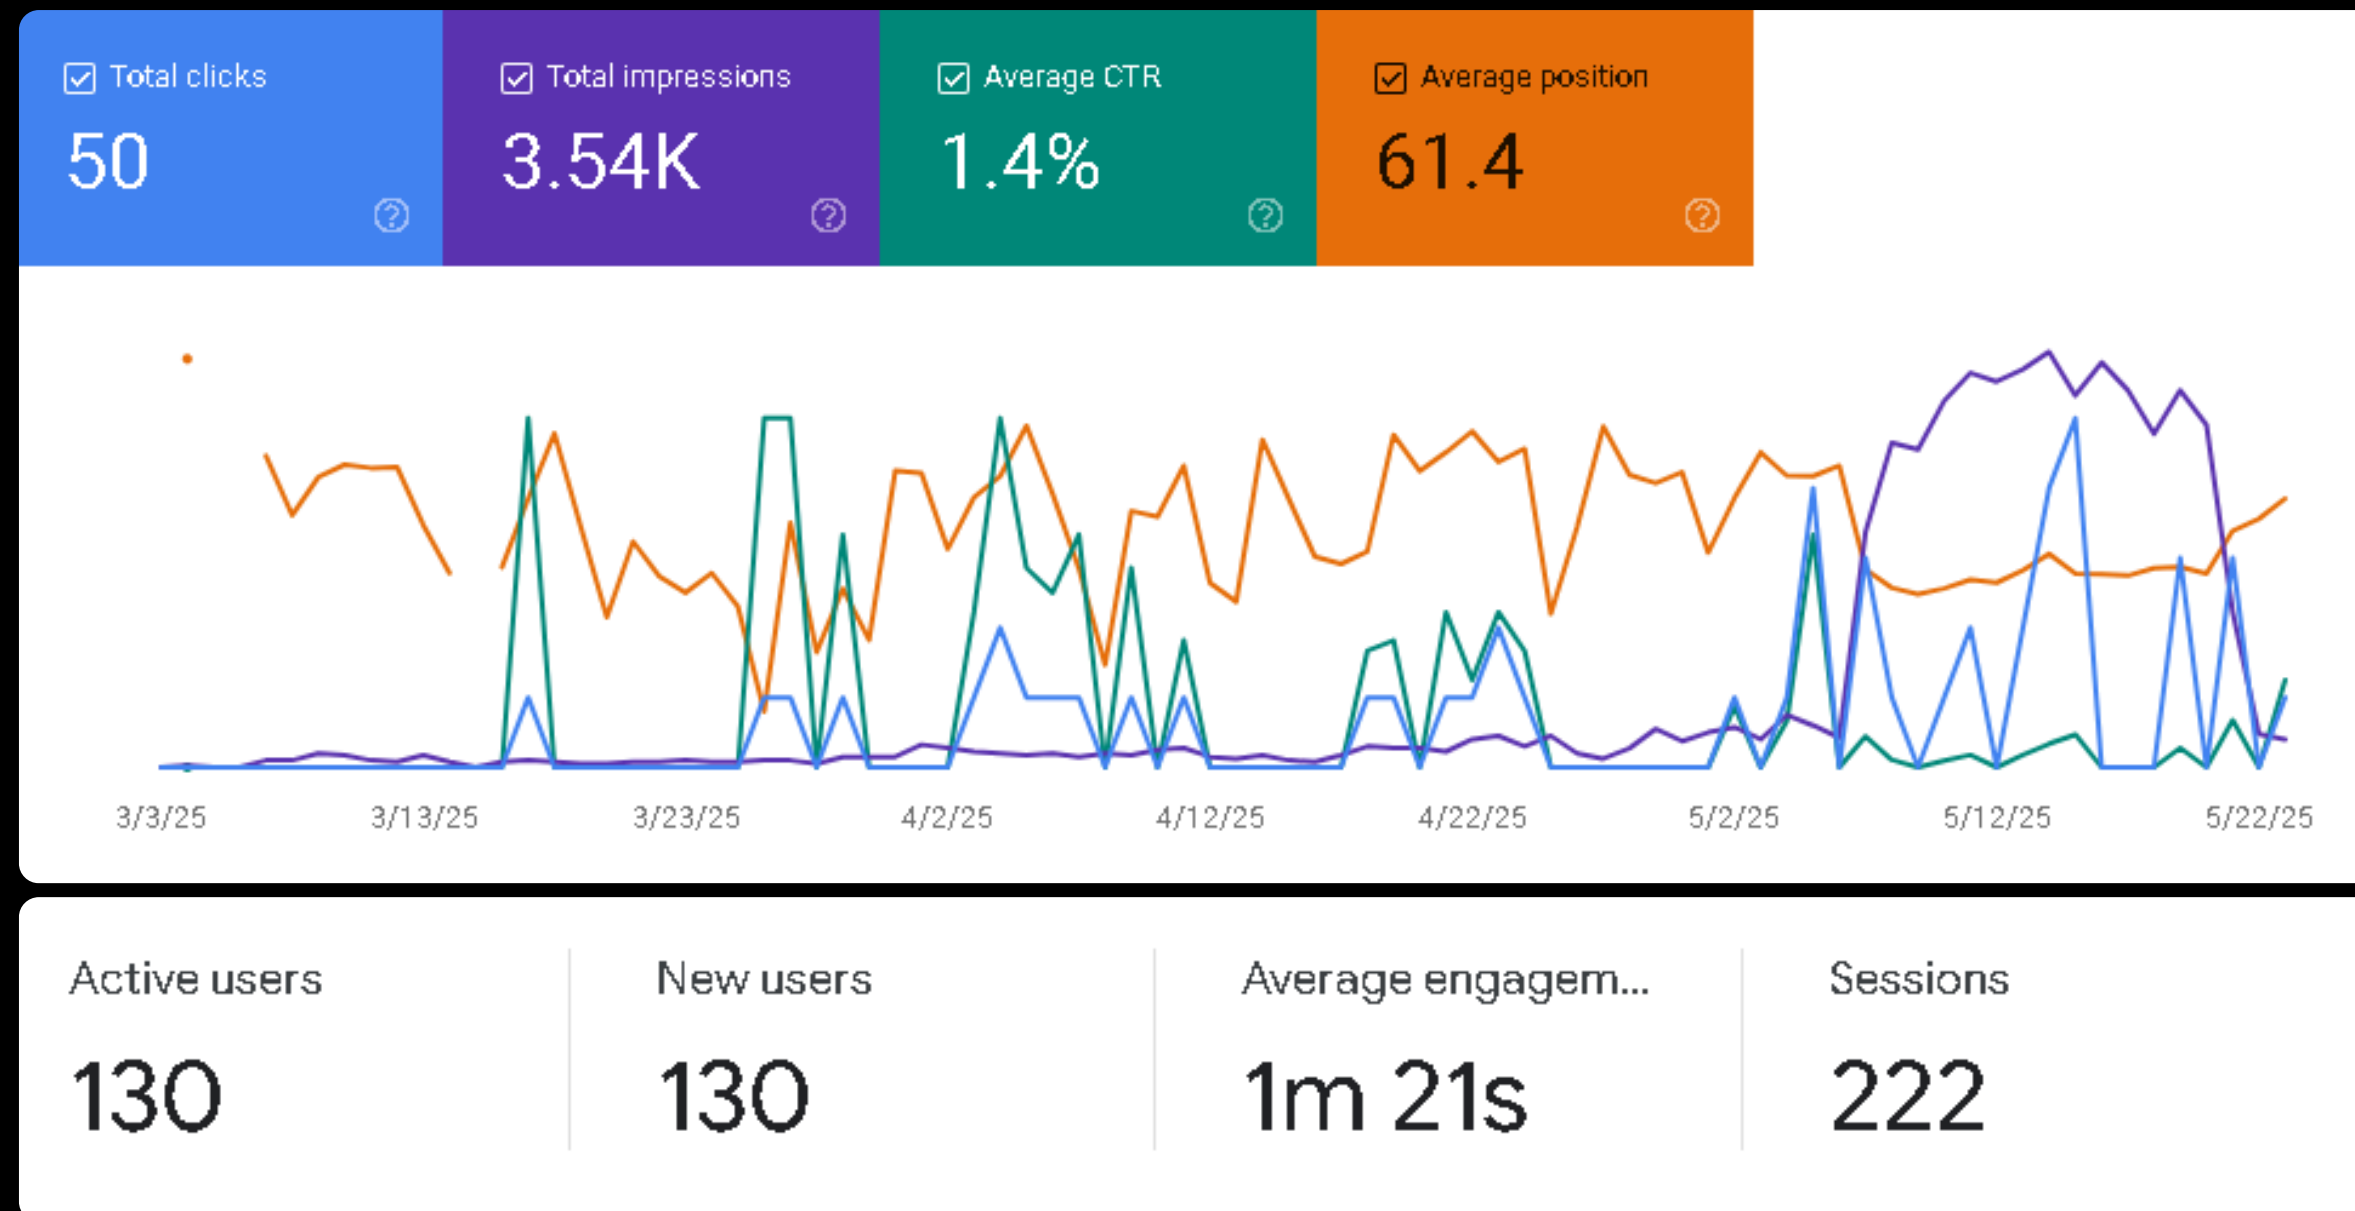 Total clicks Total impressions Average CTR Average position
50 3.54K 1.4% 61.4
3/3/25 3/13/25 3/23/25 4/2/25 4/12/25 4/22/25 5/2/25 5/12/25 5/22/25
Active users New users Average engagem... Sessions
130 130 1m 21s 222